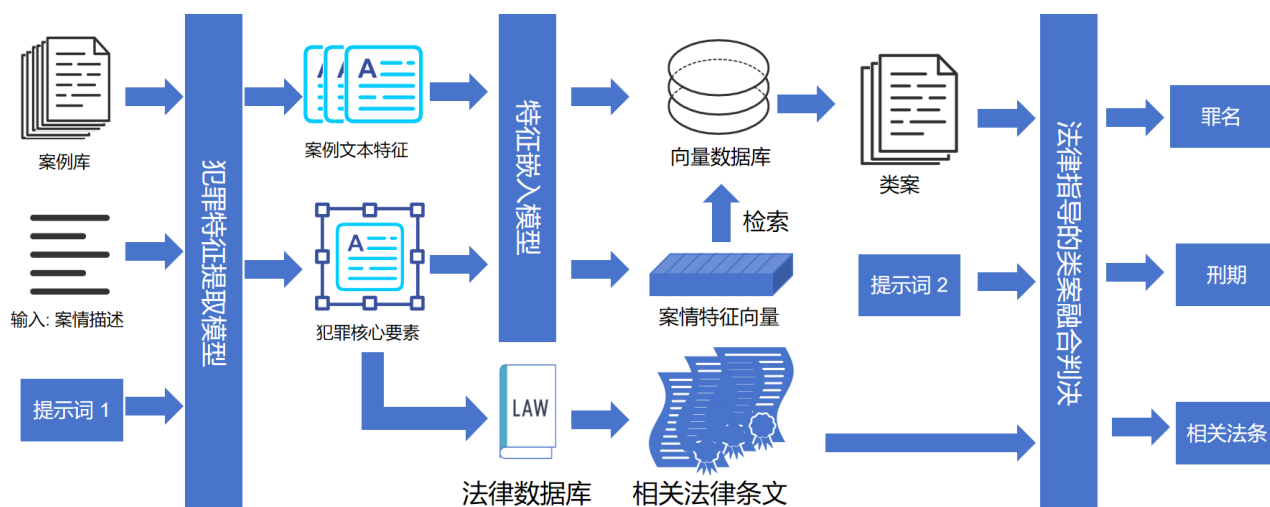 案例库
输入: 案情描述
提示词 1
犯罪特征提取模型
A
A
A
案例文本特征
A
犯罪核心要素
特征嵌入模型
LAW
法律数据库
向量数据库
检索
案情特征向量
相关法律条文
类案
提示词 2
法律指导的类案融合判决
罪名
刑期
相关法条